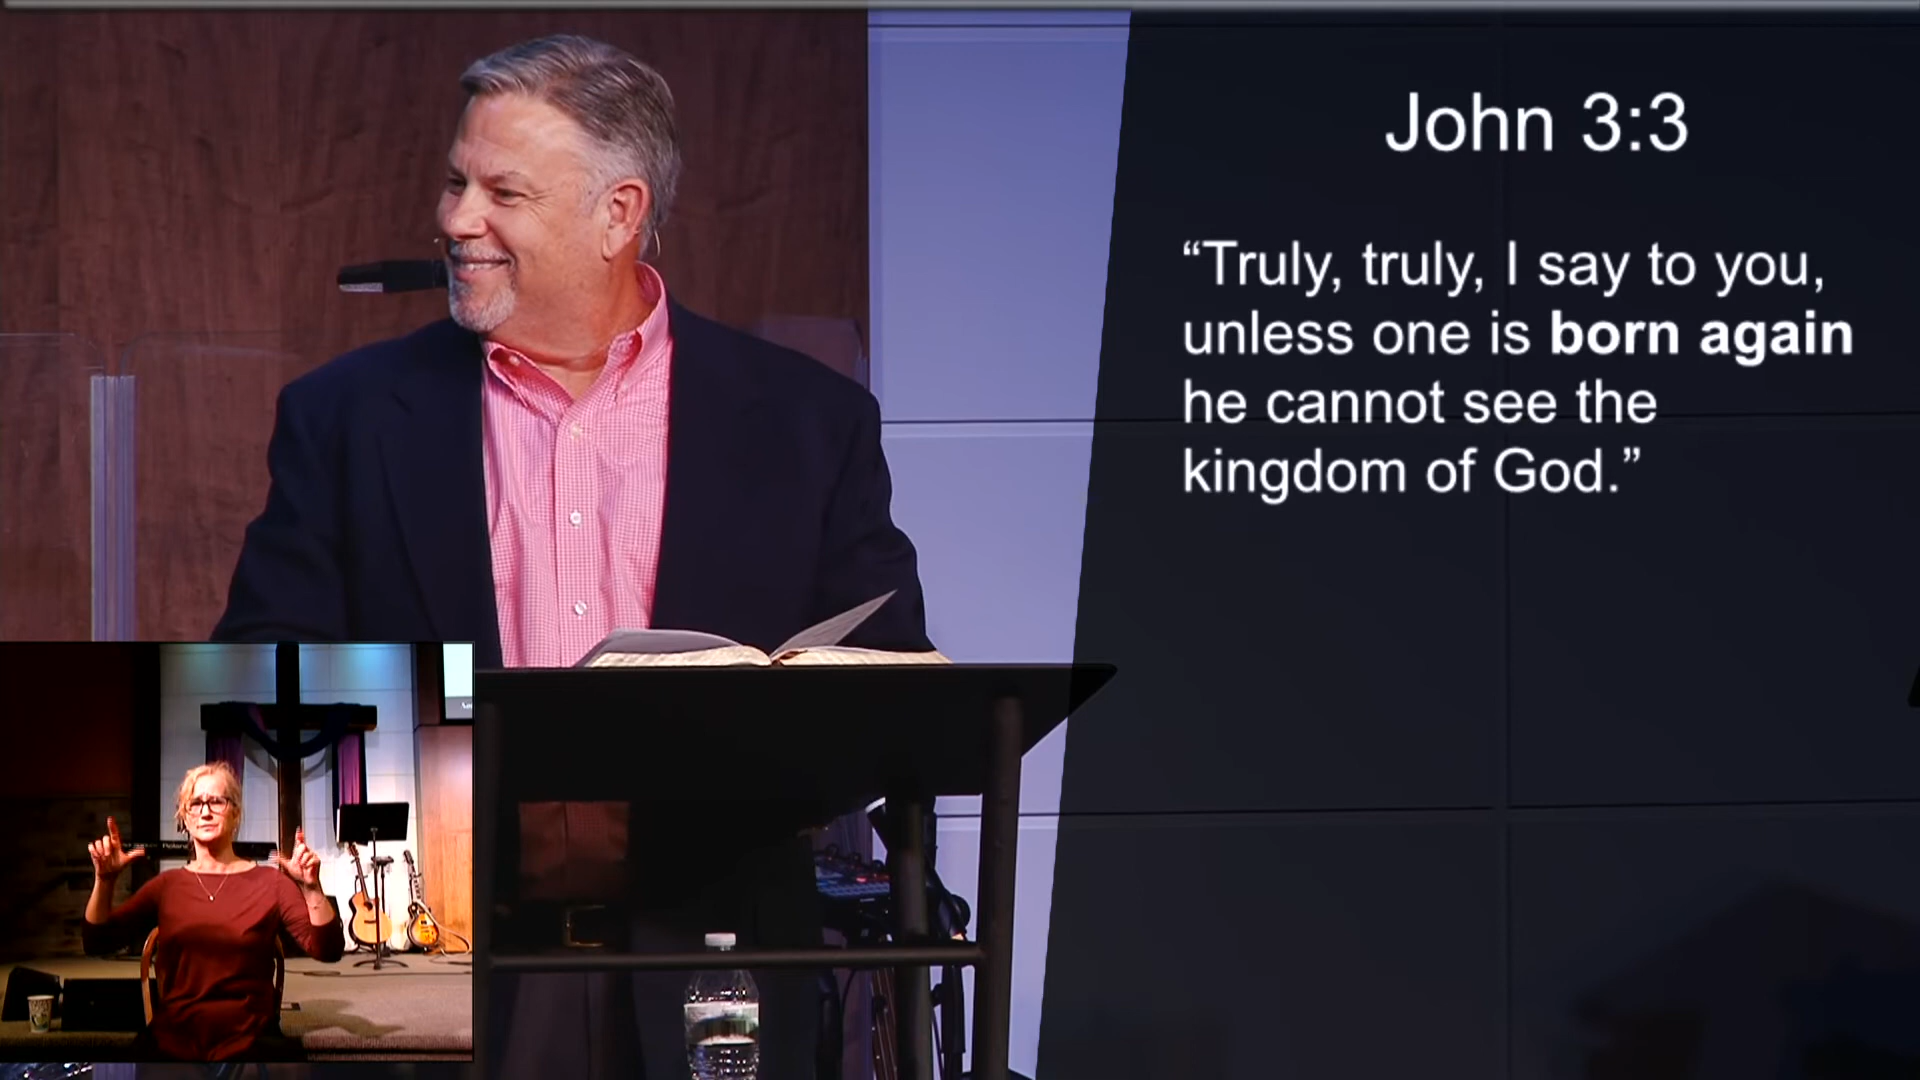 John 3:3
“Truly, truly, I say to you,
unless one is born again
he cannot see the
kingdom of God.”
Roland